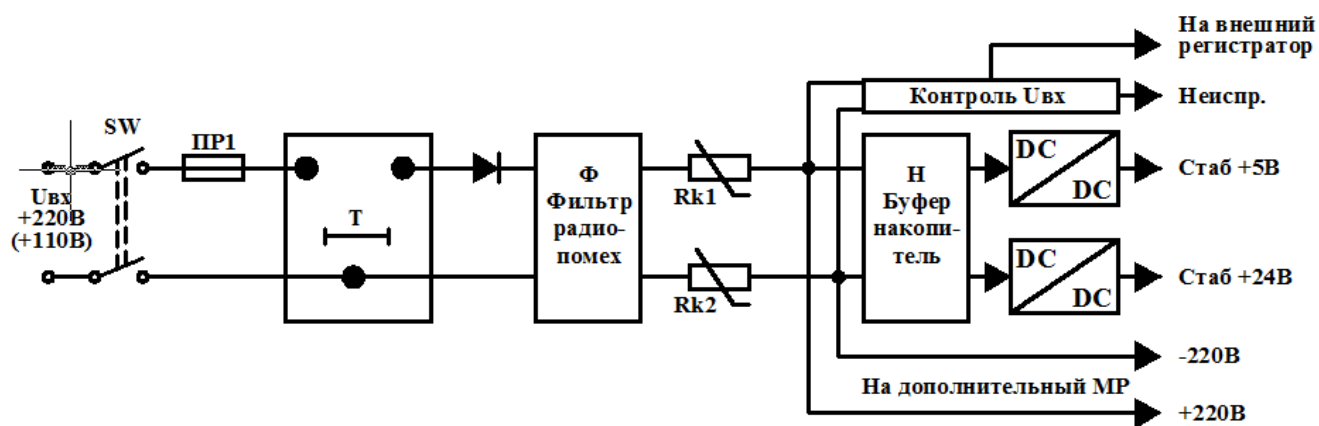 На внешний
регистратор
Контроль Uвх
Неиспр.
SW
ПР1
Uвх
+220В
(+110В)
Т
Ф
Фильтр
радио-
помех
Rk1
Rk2
Н
Буфер
накопи-
тель
DC
DC
Стаб +5В
DC
DC
Стаб +24В
-220В
На дополнительный МР
+220В